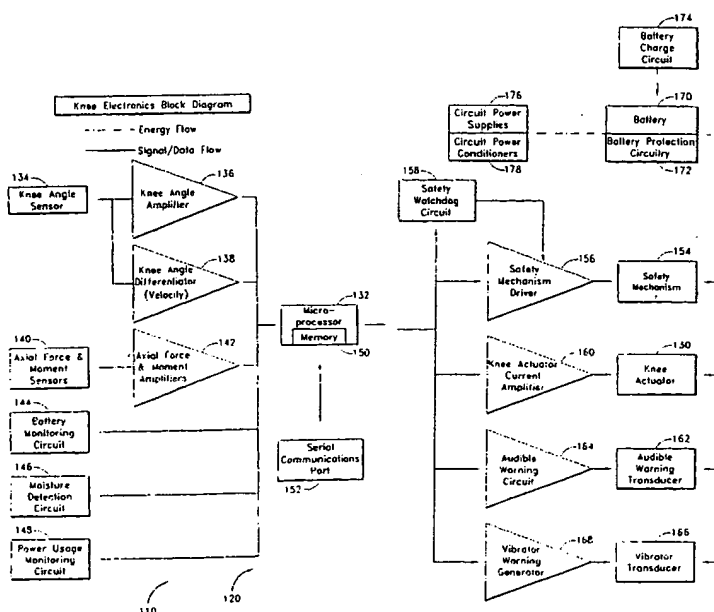 174
Battery
Charge
Circuit
Knee Electronics Block Diagram
Energy Flow
Signal/Data Flow
176
Circuit Power
Supplies
Circuit Power
Conditioners
178
170
Battery
Battery Protection
Circuitry
172
134
Knee Angle
Sensor
136
Knee Angle
Amplifier
158
Safety
Watchdog
Circuit
138
Knee Angle
Differentiator
(Velocity)
156
Safety
Mechanism
Driver
154
Safety
Mechanism
132
Micro-
processor
Memory
150
140
Axial Force &
Moment
Sensors
142
Axial Force
& Moment
Amplifiers
160
Knee Actuator
Current
Amplifier
130
Knee
Actuator
144
Battery
Monitoring
Circuit
Serial
Communications
Port
152
164
Audible
Warning
Circuit
162
Audible
Warning
Transducer
146
Moisture
Detection
Circuit
148
Power Usage
Monitoring
Circuit
168
Vibrator
Warning
Generator
166
Vibrator
Transducer
110
120